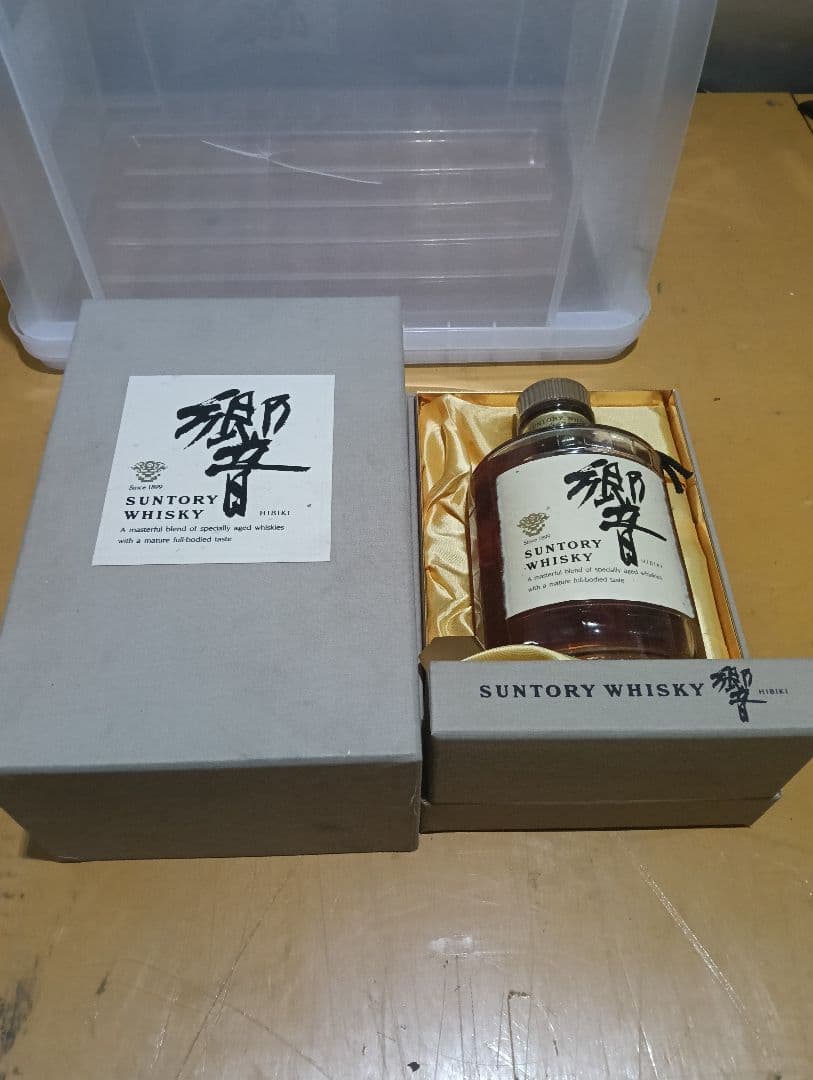 響
Since 1899
SUNTORY
WHISKY
HIBIKI
A masterful blend of specially aged whiskies
with a mature full-bodied taste
SUNTORY WHIS
響
Since 1899
SUNTORY
WHISKY
HIBIKI
A masterful blend of specially aged whiskies
with a mature full-bodied taste
SUNTORY WHISKY 響 HIBIKI